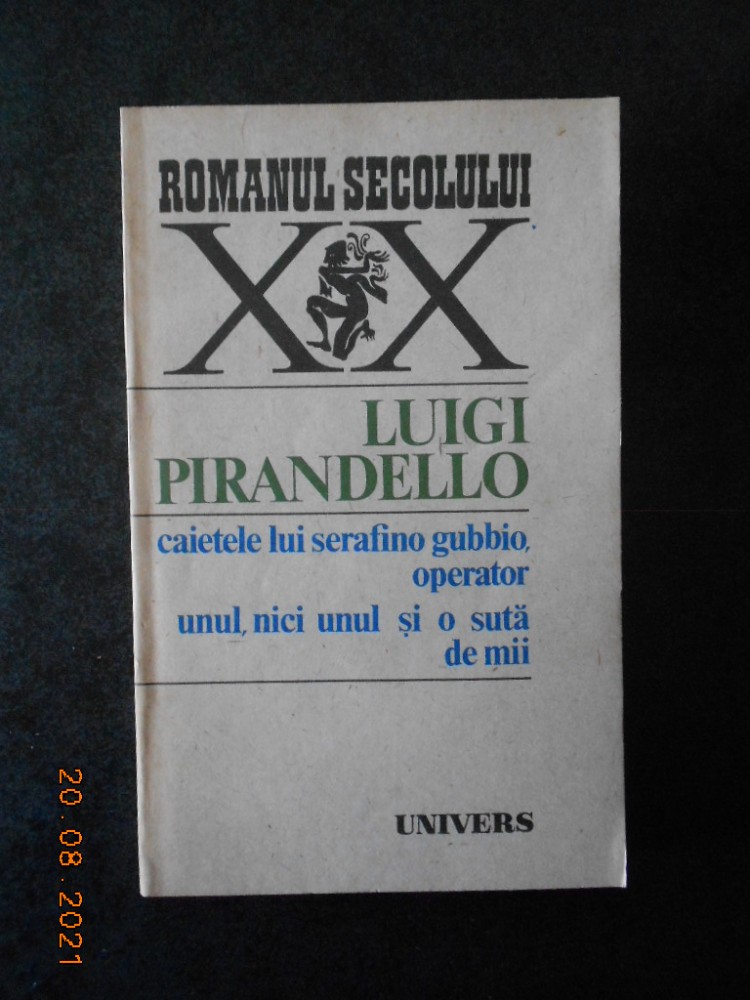 ROMANUL SECOLULUI
XX
LUIGI
PIRANDELLO
caietele lui serafino gubbio,
operator
unul, nici unul și o sută
de mii
UNIVERS
20.08.2021